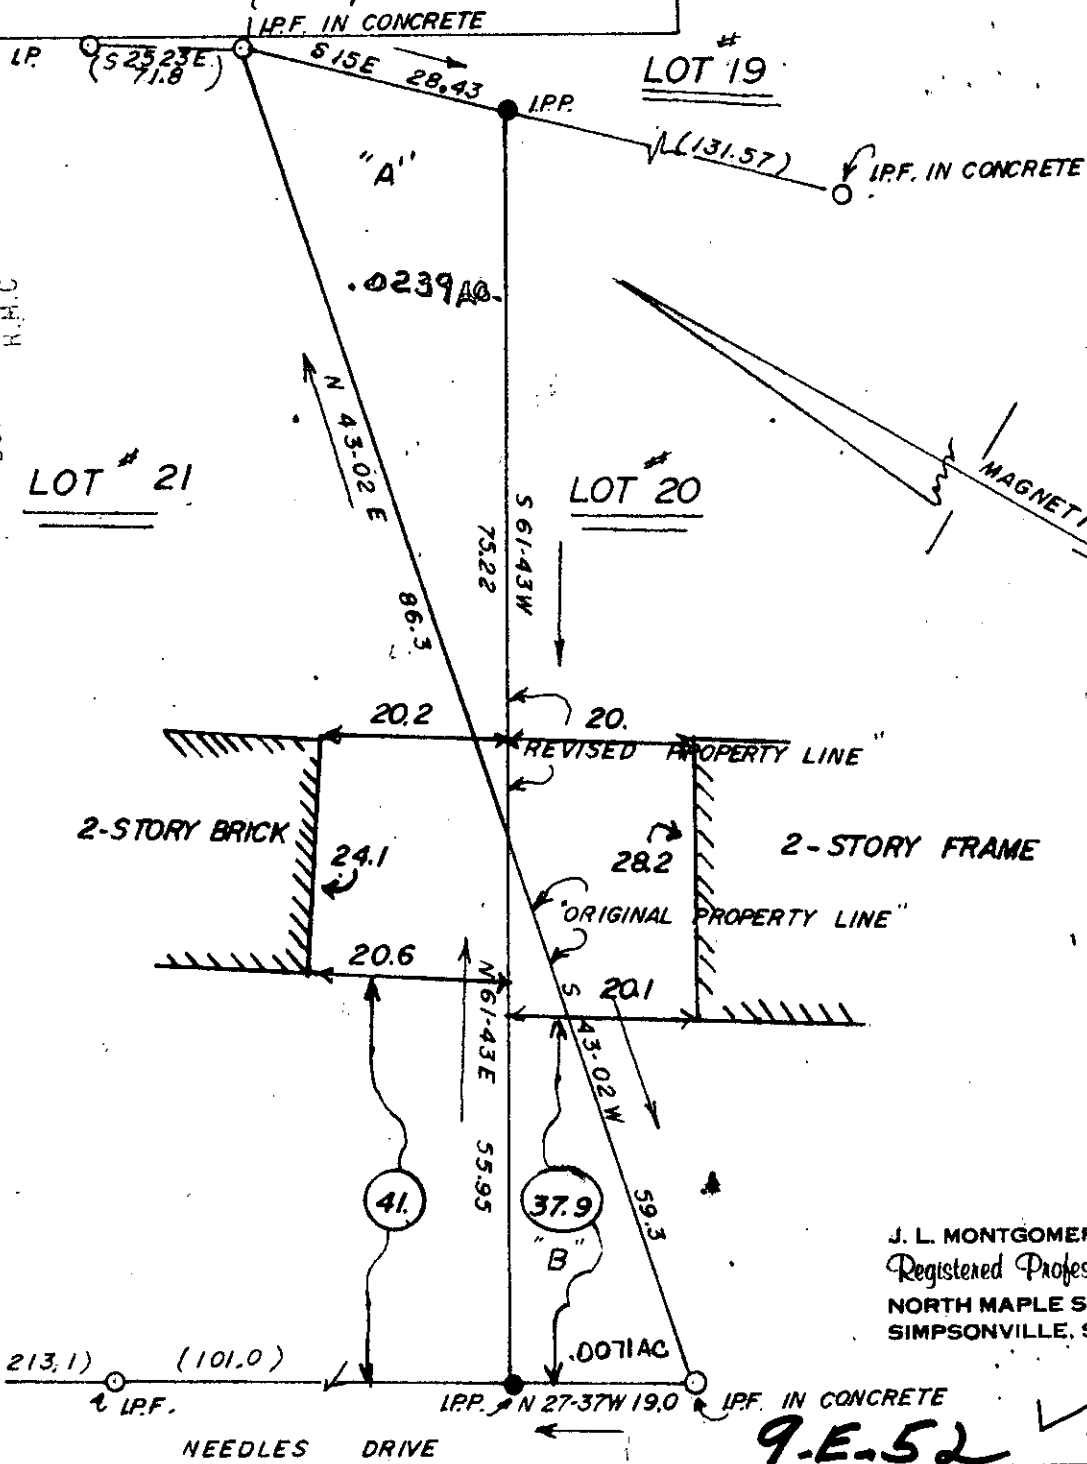 I.P.F. IN CONCRETE
I.P.
(S 25 23 E.
71.8)
S 15 E 28.43
LOT # 19
I.P.P.
(131.57)
I.P.F. IN CONCRETE
"A"
.0239 AC.
R.M.C
N 43-02 E
86.3
LOT # 21
LOT # 20
S 61-43 W
75.22
20.2
20.
"REVISED PROPERTY LINE"
2-STORY BRICK
24.1
28.2
2-STORY FRAME
"ORIGINAL PROPERTY LINE"
20.6
20.1
N 61-43 E 55.95
S 43-02 W 59.3
41.
37.9
"B"
J. L. MONTGOMER
Registered Profes
NORTH MAPLE S
SIMPSONVILLE, S
.0071 AC
213.1) (101.0)
I.P.F.
I.P.P. N 27-37 W 19.0
I.P.F. IN CONCRETE
NEEDLES DRIVE
9-E-52
MAGNETI